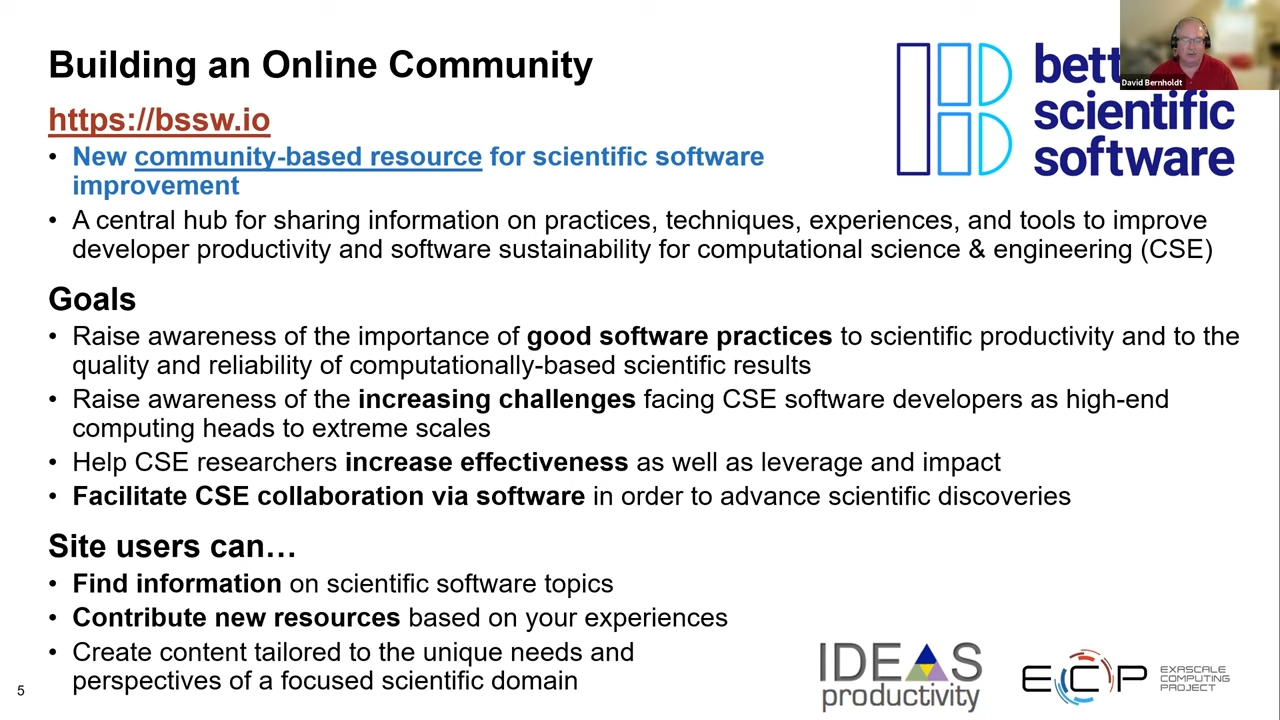 Building an Online Community
https://bssw.io
• New community-based resource for scientific software
improvement
• A central hub for sharing information on practices, techniques, experiences, and tools to improve
developer productivity and software sustainability for computational science & engineering (CSE)
Goals
• Raise awareness of the importance of good software practices to scientific productivity and to the
quality and reliability of computationally-based scientific results
• Raise awareness of the increasing challenges facing CSE software developers as high-end
computing heads to extreme scales
• Help CSE researchers increase effectiveness as well as leverage and impact
• Facilitate CSE collaboration via software in order to advance scientific discoveries
Site users can…
• Find information on scientific software topics
• Contribute new resources based on your experiences
• Create content tailored to the unique needs and
perspectives of a focused scientific domain
5
scientific
software
David Bernholdt
IDEAS
productivity
ECP
EXASCALE
COMPUTING
PROJECT